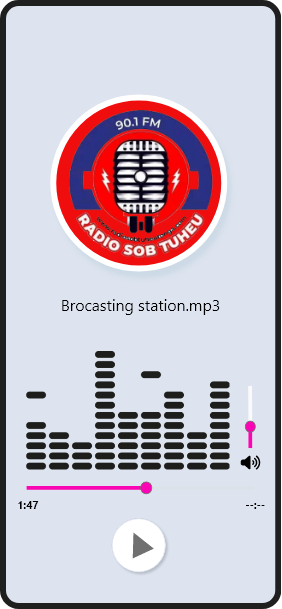 90.1 FM
RADIO SOB TUHEU
Brocasting station.mp3
1:47
--:--